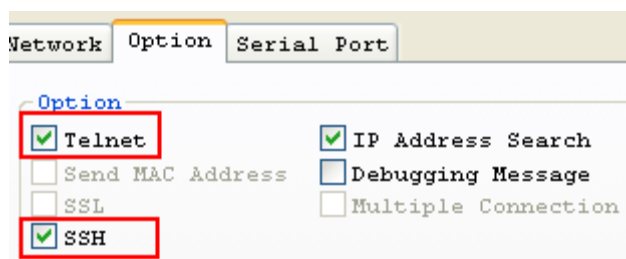 Network Option Serial Port
Option
Telnet IP Address Search
Send MAC Address Debugging Message
SSL Multiple Connection
SSH